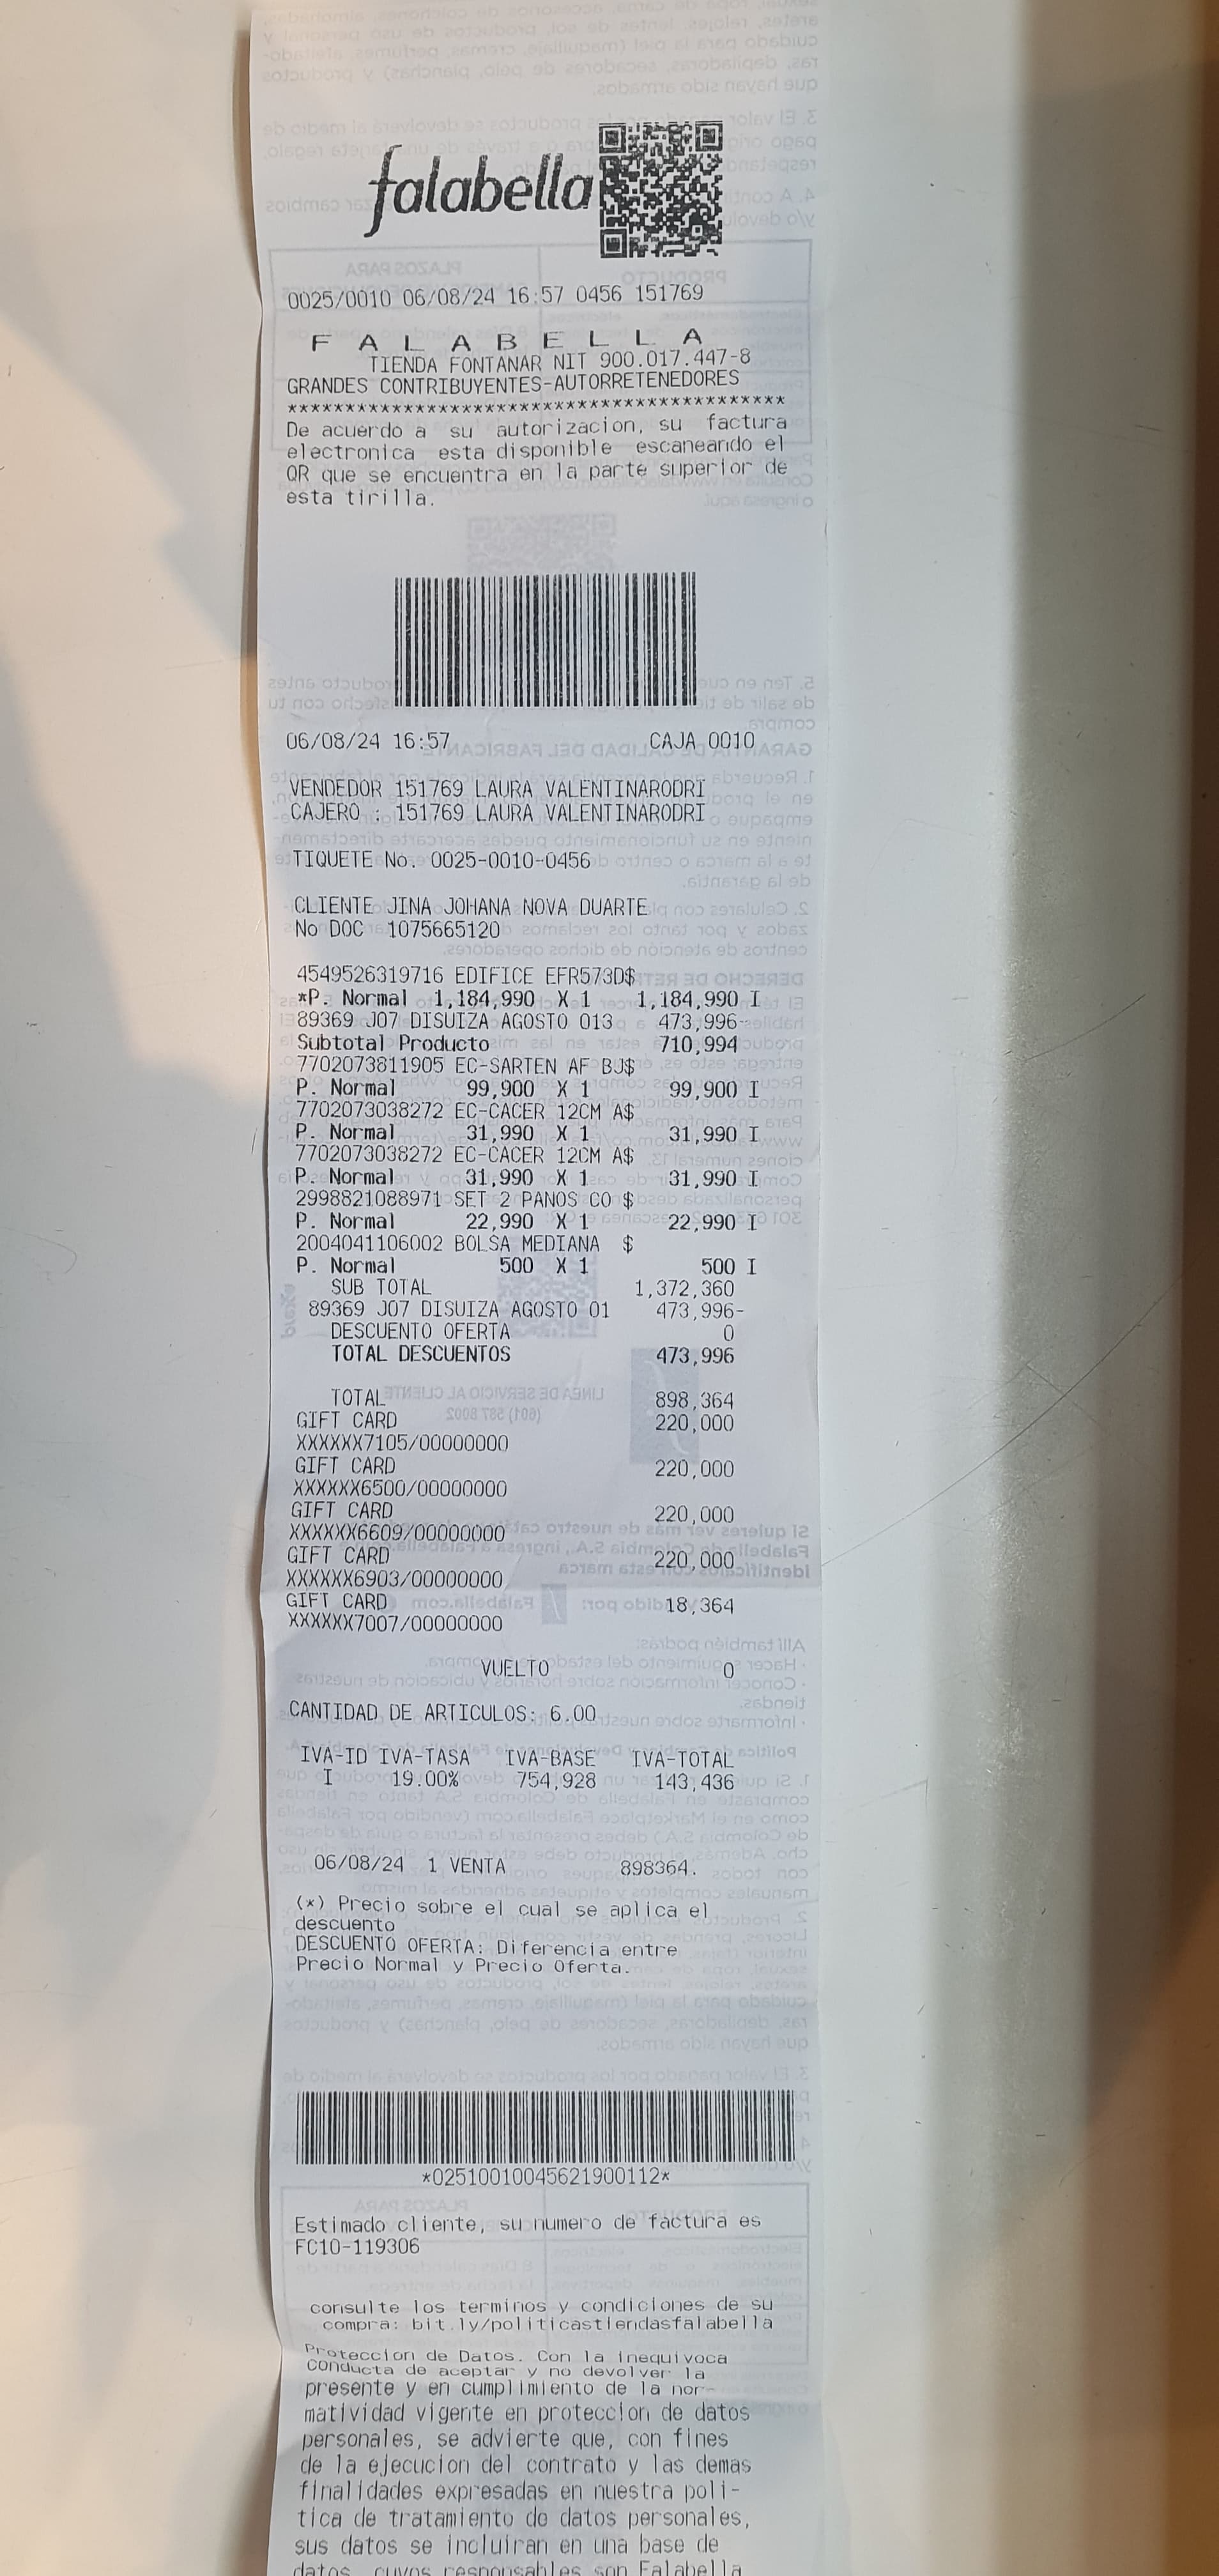 falabella
0025/0010 06/08/24 16:57 0456 151769
F A L A B E L L A
TIENDA FONTANAR NIT 900.017.447-8
GRANDES CONTRIBUYENTES-AUTORRETENEDORES
*******************************************
De acuerdo a su autorizacion, su factura
electronica esta disponible escaneando el
QR que se encuentra en la parte superior de
esta tirilla.
06/08/24 16:57 CAJA 0010
VENDEDOR 151769 LAURA VALENTINARODRI
CAJERO : 151769 LAURA VALENTINARODRI
TIQUETE No. 0025-0010-0456
CLIENTE JINA JOHANA NOVA DUARTE
No DOC 1075665120
4549526319716 EDIFICE EFR573D$
*P. Normal 1,184,990 X 1 1,184,990 I
89369 J07 DISUIZA AGOSTO 013 473,996-
Subtotal Producto 710,994
7702073811905 EC-SARTEN AF BJ$
P. Normal 99,900 X 1 99,900 I
7702073038272 EC-CACER 12CM A$
P. Normal 31,990 X 1 31,990 I
7702073038272 EC-CACER 12CM A$
P. Normal 31,990 X 1 31,990 I
2998821088971 SET 2 PANOS CO $
P. Normal 22,990 X 1 22,990 I
2004041106002 BOLSA MEDIANA $
P. Normal 500 X 1 500 I
SUB TOTAL 1,372,360
89369 J07 DISUIZA AGOSTO 01 473,996-
DESCUENTO OFERTA 0
TOTAL DESCUENTOS 473,996
TOTAL 898,364
GIFT CARD 220,000
XXXXXX7105/00000000
GIFT CARD 220,000
XXXXXX6500/00000000
GIFT CARD 220,000
XXXXXX6609/00000000
GIFT CARD 220,000
XXXXXX6903/00000000
GIFT CARD 18,364
XXXXXX7007/00000000
VUELTO 0
CANTIDAD DE ARTICULOS: 6.00
IVA-ID IVA-TASA IVA-BASE IVA-TOTAL
I 19.00% 754,928 143,436
06/08/24 1 VENTA 898364.
(*) Precio sobre el cual se aplica el
descuento
DESCUENTO OFERTA: Diferencia entre
Precio Normal y Precio Oferta.
*02510010045621900112*
Estimado cliente, su numero de factura es
FC10-119306
consulte los terminos y condiciones de su
compra: bit.ly/politicastiendasfalabella
Proteccion de Datos. Con la inequivoca
conducta de aceptar y no devolver la
presente y en cumplimiento de la nor-
matividad vigente en proteccion de datos
personales, se advierte que, con fines
de la ejecucion del contrato y las demas
finalidades expresadas en nuestra poli-
tica de tratamiento de datos personales,
sus datos se incluiran en una base de
datos, cuyos responsables son Falabella